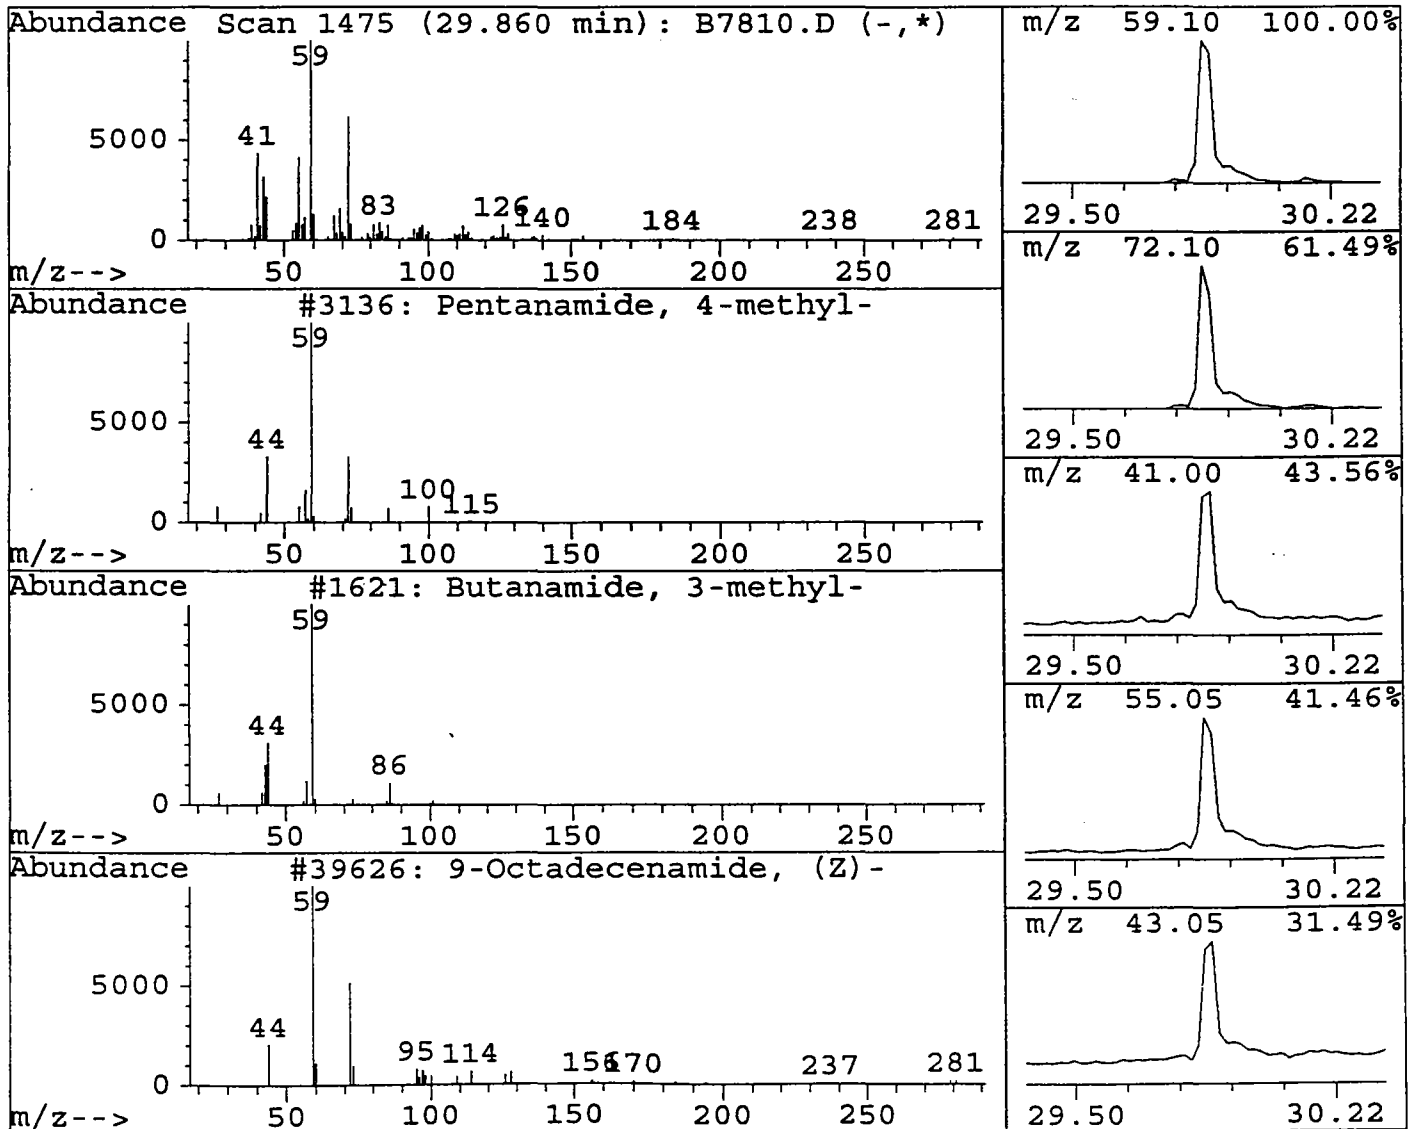 Abundance Scan 1475 (29.860 min): B7810.D (-,*)
59
5000
41
83
126
140
184
238
281
0
m/z--> 50 100 150 200 250
Abundance #3136: Pentanamide, 4-methyl-
59
5000
44
100
115
0
m/z--> 50 100 150 200 250
Abundance #1621: Butanamide, 3-methyl-
59
5000
44
86
0
m/z--> 50 100 150 200 250
Abundance #39626: 9-Octadecenamide, (Z)-
59
5000
44
95 114
156
170
237
281
0
m/z--> 50 100 150 200 250
m/z 59.10 100.00%
29.50 30.22
m/z 72.10 61.49%
29.50 30.22
m/z 41.00 43.56%
29.50 30.22
m/z 55.05 41.46%
29.50 30.22
m/z 43.05 31.49%
29.50 30.22